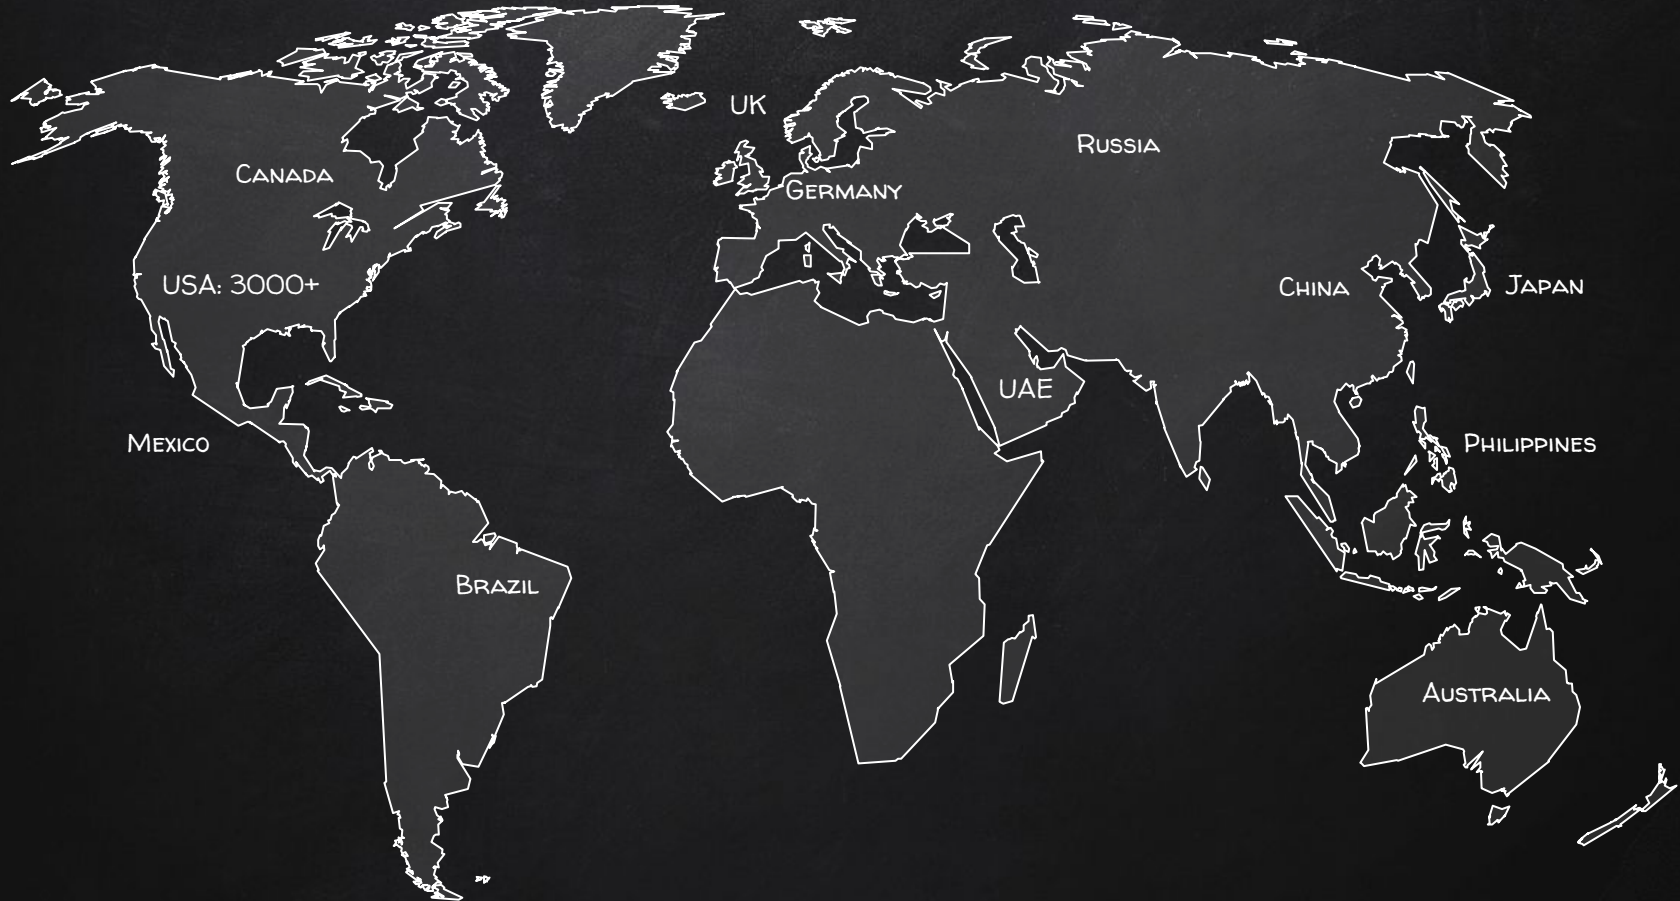 UK
Russia
Canada
Germany
USA: 3000+
China
Japan
UAE
Mexico
Philippines
Brazil
Australia